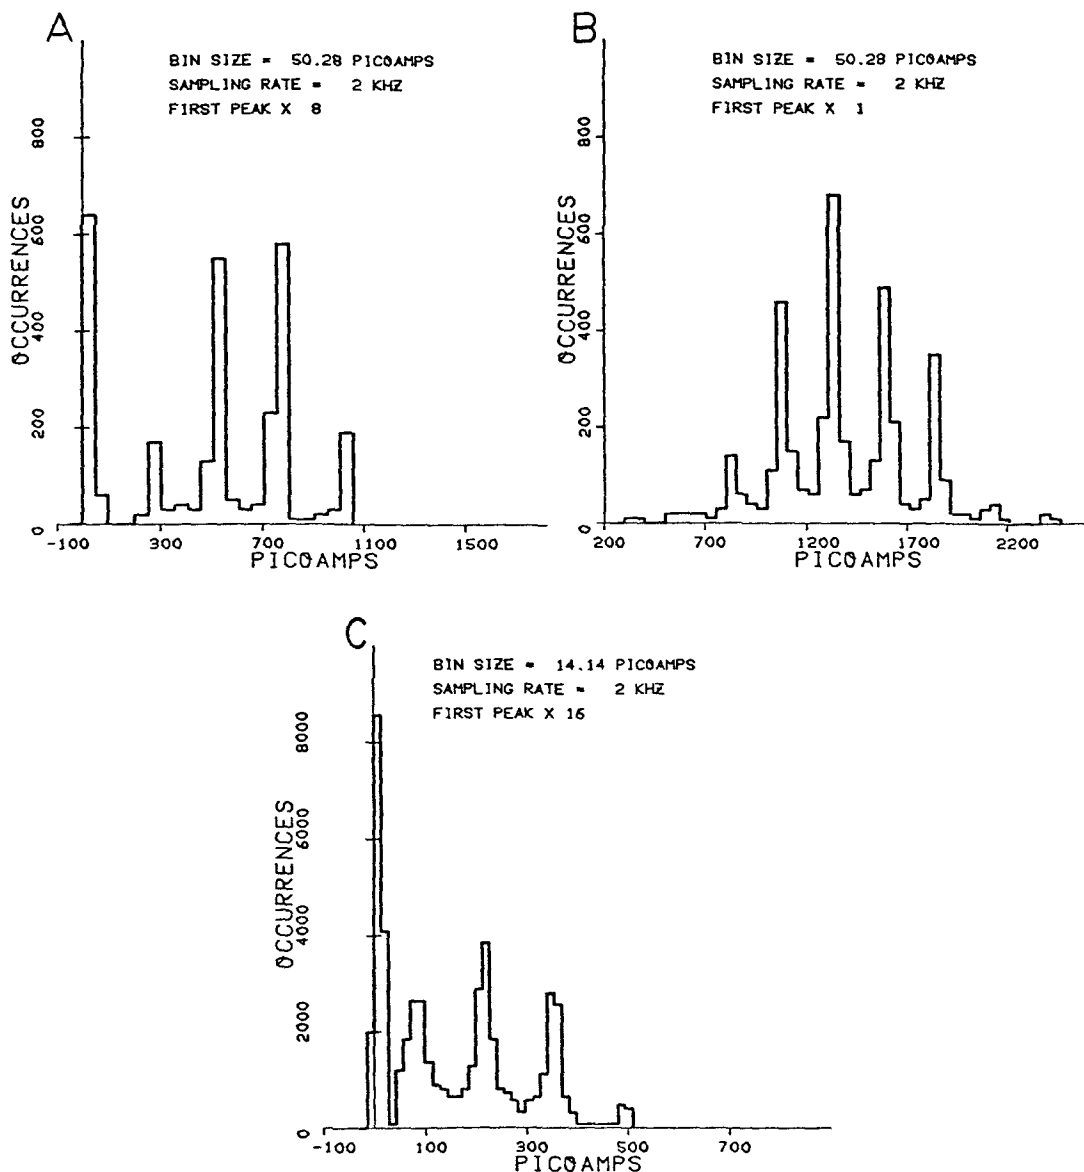 A
BIN SIZE = 50.28 PICOAMPS
SAMPLING RATE = 2 KHZ
FIRST PEAK X 8
800
600
400
200
0
OCCURRENCES
-100 300 700 1100 1500
PICOAMPS
B
BIN SIZE = 50.28 PICOAMPS
SAMPLING RATE = 2 KHZ
FIRST PEAK X 1
800
600
400
200
0
OCCURRENCES
200 700 1200 1700 2200
PICOAMPS
C
BIN SIZE = 14.14 PICOAMPS
SAMPLING RATE = 2 KHZ
FIRST PEAK X 16
8000
6000
4000
2000
0
OCCURRENCES
-100 100 300 500 700
PICOAMPS